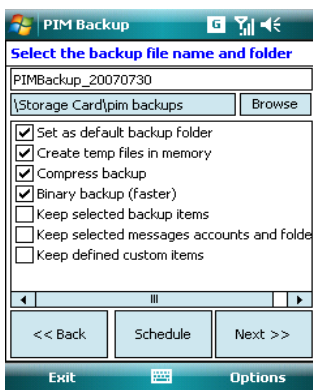 PIM Backup G
Select the backup file name and folder
PIMBackup_20070730
\Storage Card\pim backups Browse
Set as default backup folder
Create temp files in memory
Compress backup
Binary backup (faster)
Keep selected backup items
Keep selected messages accounts and folde
Keep defined custom items
<< Back Schedule Next >>
Exit Options